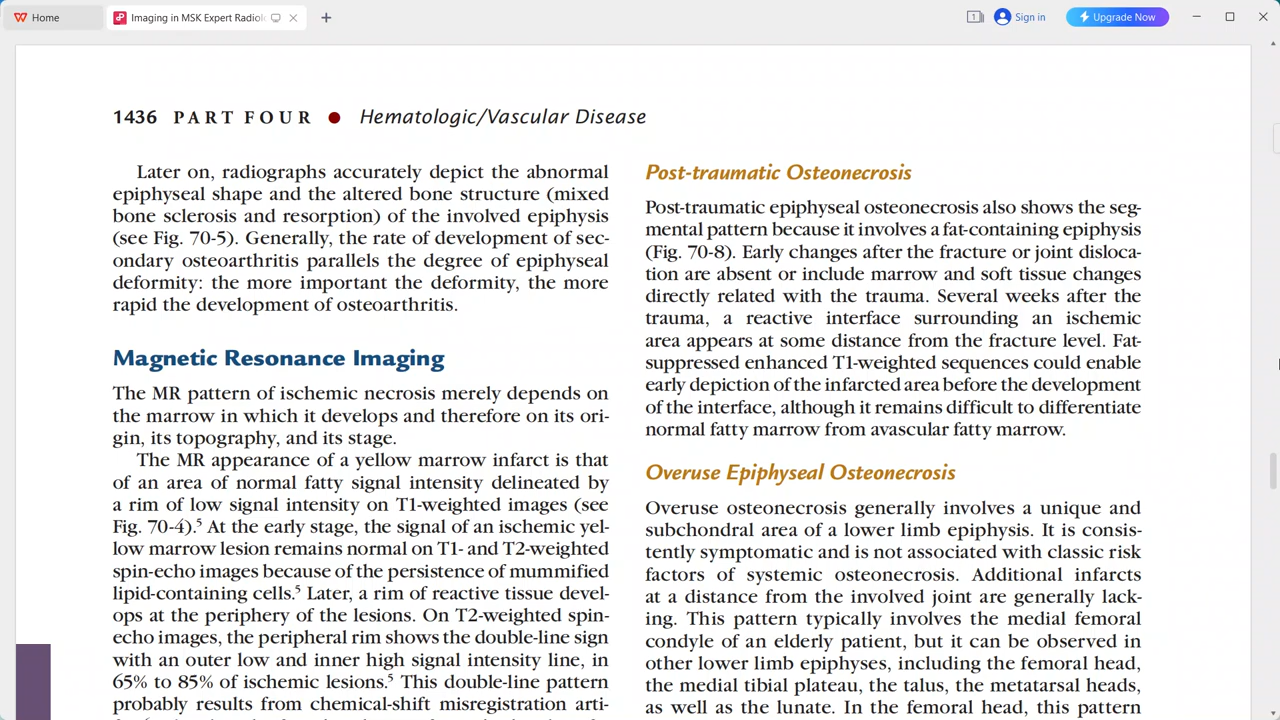 Home
Imaging in MSK Expert Radiol
1
Sign in
Upgrade Now
1436 PART FOUR ● Hematologic/Vascular Disease
Later on, radiographs accurately depict the abnormal
epiphyseal shape and the altered bone structure (mixed
bone sclerosis and resorption) of the involved epiphysis
(see Fig. 70-5). Generally, the rate of development of sec-
ondary osteoarthritis parallels the degree of epiphyseal
deformity: the more important the deformity, the more
rapid the development of osteoarthritis.
Magnetic Resonance Imaging
The MR pattern of ischemic necrosis merely depends on
the marrow in which it develops and therefore on its ori-
gin, its topography, and its stage.
The MR appearance of a yellow marrow infarct is that
of an area of normal fatty signal intensity delineated by
a rim of low signal intensity on T1-weighted images (see
Fig. 70-4).⁵ At the early stage, the signal of an ischemic yel-
low marrow lesion remains normal on T1- and T2-weighted
spin-echo images because of the persistence of mummified
lipid-containing cells.⁵ Later, a rim of reactive tissue devel-
ops at the periphery of the lesions. On T2-weighted spin-
echo images, the peripheral rim shows the double-line sign
with an outer low and inner high signal intensity line, in
65% to 85% of ischemic lesions.⁵ This double-line pattern
probably results from chemical-shift misregistration arti-
Post-traumatic Osteonecrosis
Post-traumatic epiphyseal osteonecrosis also shows the seg-
mental pattern because it involves a fat-containing epiphysis
(Fig. 70-8). Early changes after the fracture or joint disloca-
tion are absent or include marrow and soft tissue changes
directly related with the trauma. Several weeks after the
trauma, a reactive interface surrounding an ischemic
area appears at some distance from the fracture level. Fat-
suppressed enhanced T1-weighted sequences could enable
early depiction of the infarcted area before the development
of the interface, although it remains difficult to differentiate
normal fatty marrow from avascular fatty marrow.
Overuse Epiphyseal Osteonecrosis
Overuse osteonecrosis generally involves a unique and
subchondral area of a lower limb epiphysis. It is consis-
tently symptomatic and is not associated with classic risk
factors of systemic osteonecrosis. Additional infarcts
at a distance from the involved joint are generally lack-
ing. This pattern typically involves the medial femoral
condyle of an elderly patient, but it can be observed in
other lower limb epiphyses, including the femoral head,
the medial tibial plateau, the talus, the metatarsal heads,
as well as the lunate. In the femoral head, this pattern